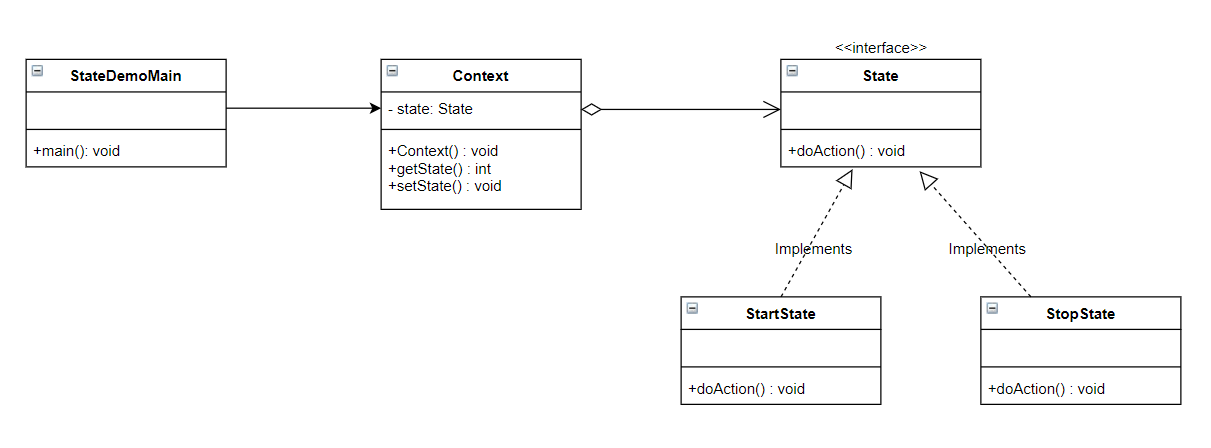 <<interface>>
StateDemoMain
+main(): void
Context
- state: State
+Context() : void
+getState() : int
+setState() : void
State
+doAction() : void
Implements
Implements
StartState
+doAction() : void
StopState
+doAction() : void